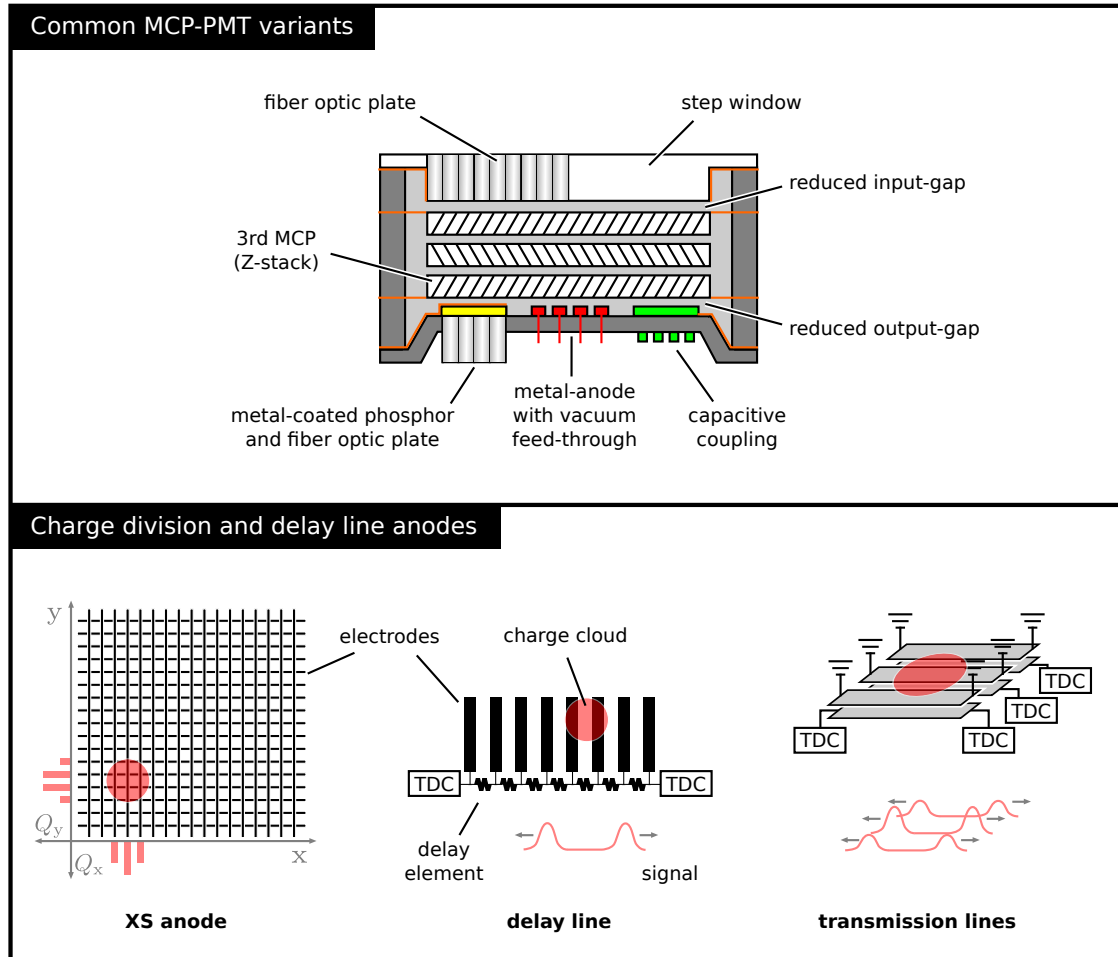 Common MCP-PMT variants
fiber optic plate
step window
reduced input-gap
3rd MCP
(Z-stack)
reduced output-gap
metal-coated phosphor
and fiber optic plate
metal-anode
with vacuum
feed-through
capacitive
coupling
Charge division and delay line anodes
y
electrodes
charge cloud
TDC
TDC
TDC
TDC
TDC
TDC
Qy
Qx
x
delay
element
signal
XS anode
delay line
transmission lines